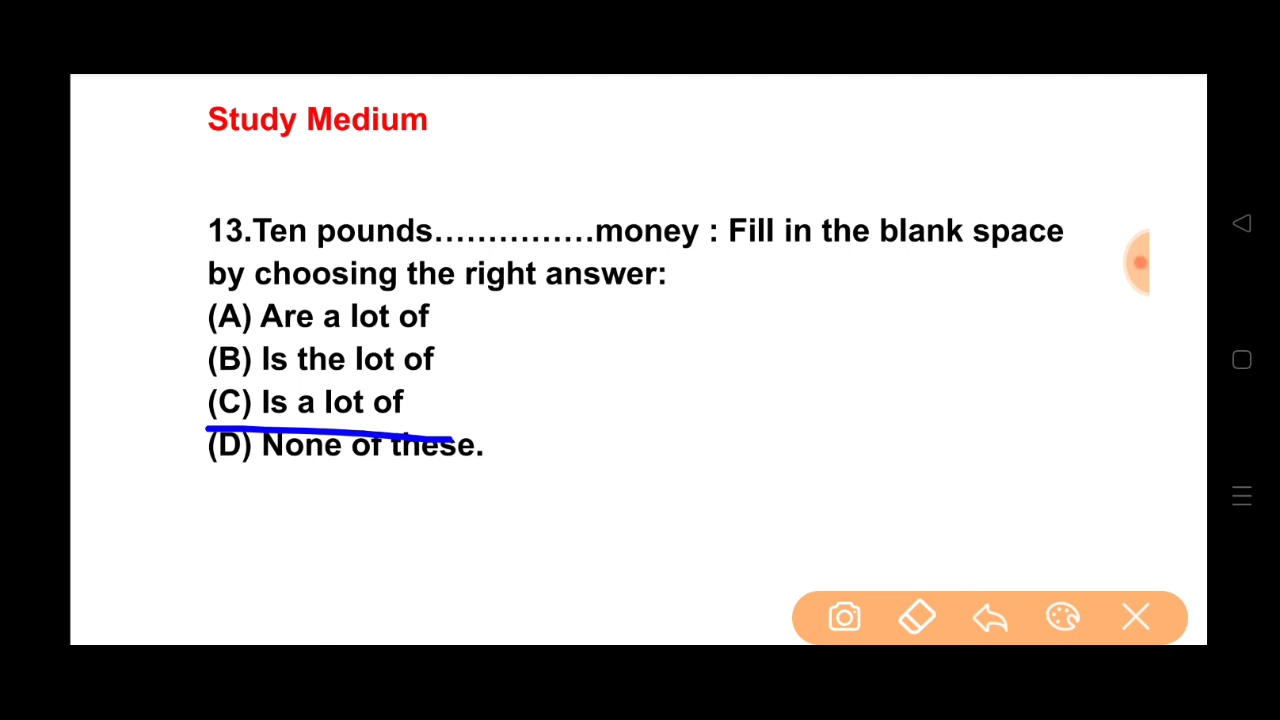 Study Medium
13.Ten pounds...............money : Fill in the blank space
by choosing the right answer:
(A) Are a lot of
(B) Is the lot of
(C) Is a lot of
(D) None of these.